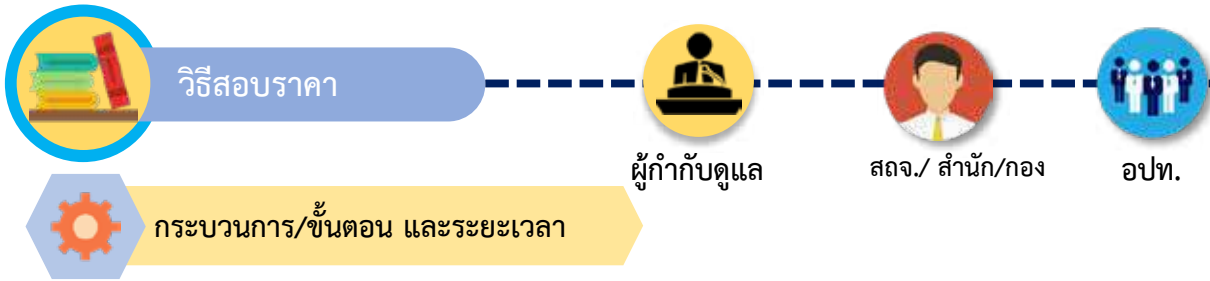 วิธีสอบราคา
ผู้กำกับดูแล
สถจ./ สำนัก/กอง
อปท.
กระบวนการ/ขั้นตอน และระยะเวลา